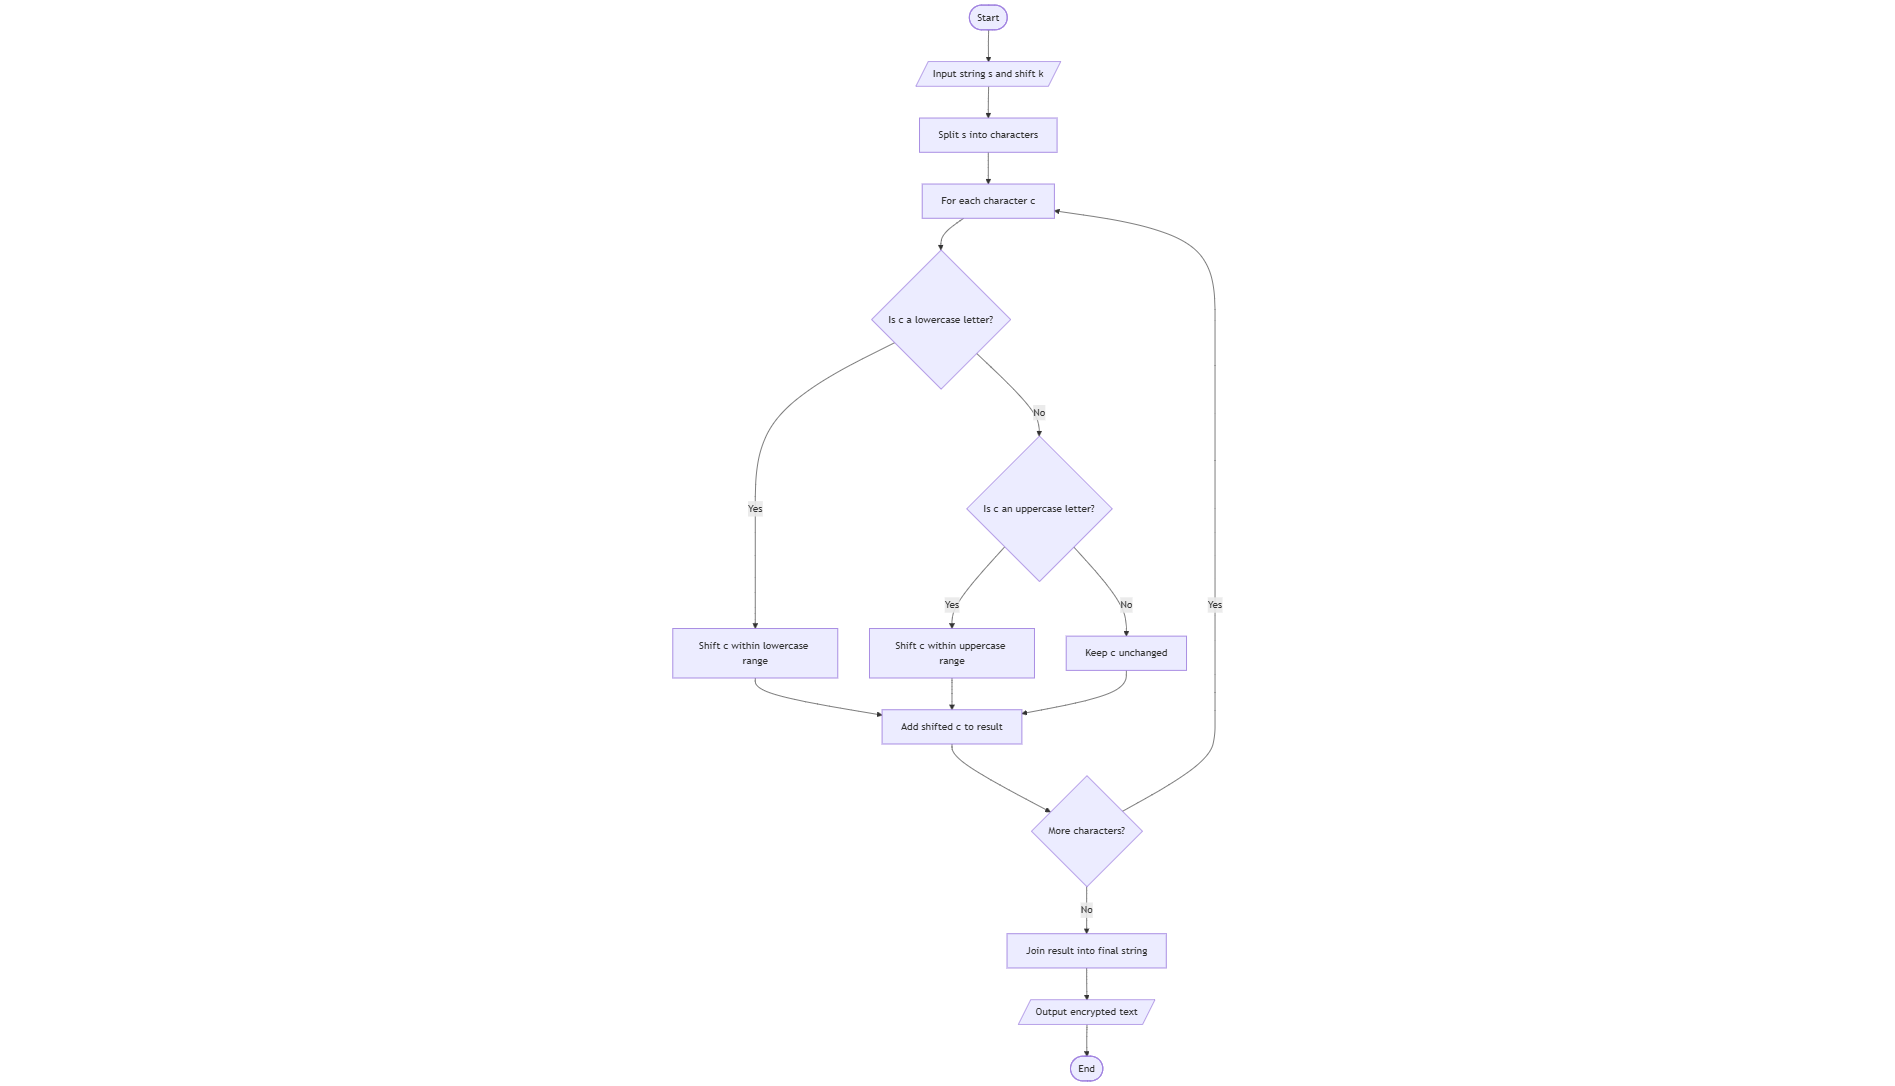 Start
Input string s and shift k
Split s into characters
For each character c
Is c a lowercase letter?
No
Is c an uppercase letter?
Yes
Yes
No
Yes
Shift c within lowercase
range
Shift c within uppercase
range
Keep c unchanged
Add shifted c to result
More characters?
No
Join result into final string
Output encrypted text
End